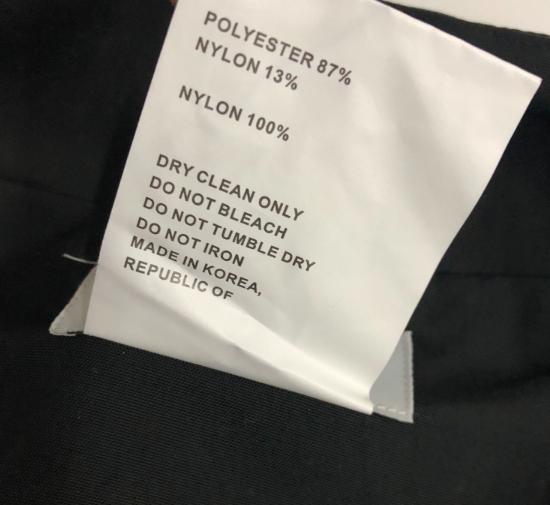 POLYESTER 87%
NYLON 13%
NYLON 100%
DRY CLEAN ONLY
DO NOT BLEACH
DO NOT TUMBLE DRY
DO NOT IRON
MADE IN KOREA,
REPUBLIC OF